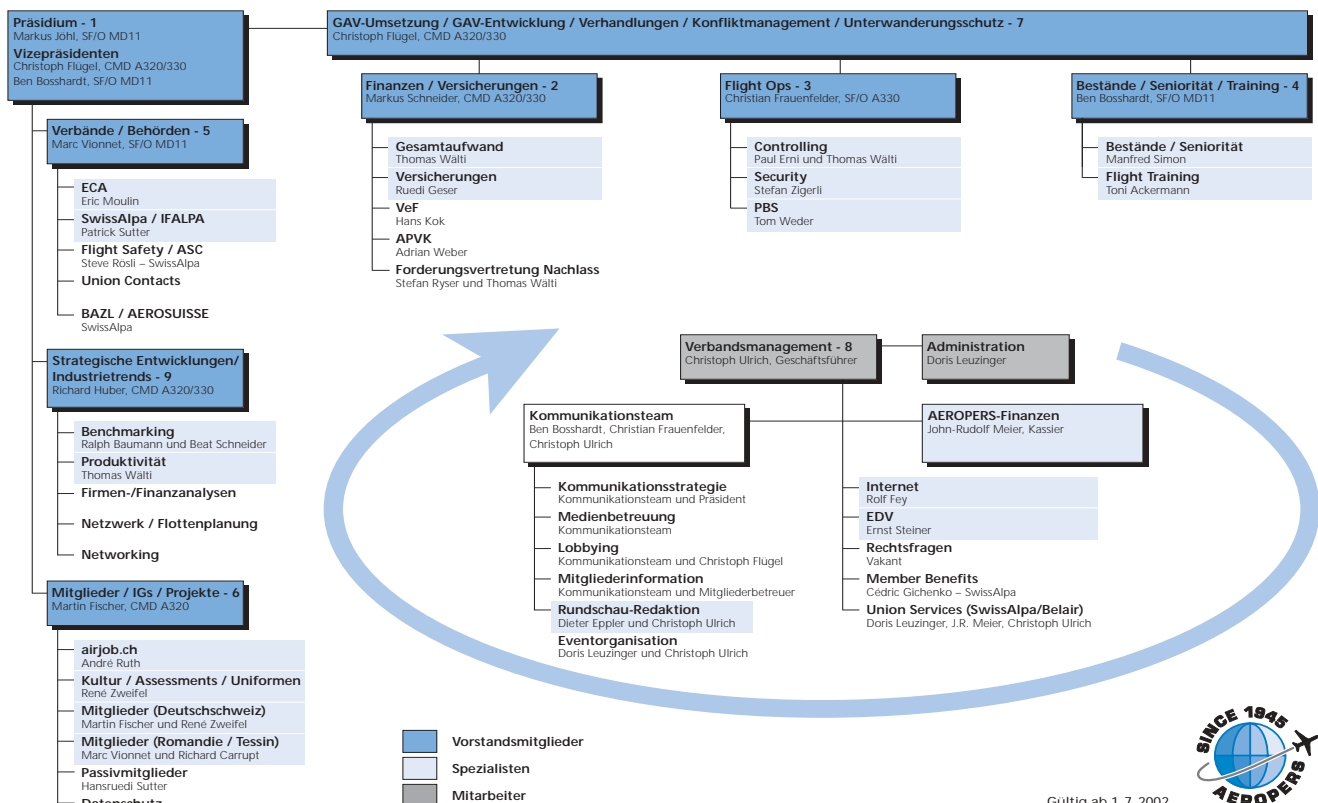 Präsidium - 1
Markus Jöhl, SF/O MD11
Vizepräsidenten
Christoph Flügel, CMD A320/330
Ben Bosshardt, SF/O MD11
GAV-Umsetzung / GAV-Entwicklung / Verhandlungen / Konfliktmanagement / Unterwanderungsschutz - 7
Christoph Flügel, CMD A320/330
Finanzen / Versicherungen - 2
Markus Schneider, CMD A320/330
Gesamtaufwand
Thomas Wälti
Versicherungen
Ruedi Geser
VeF
Hans Kok
APVK
Adrian Weber
Forderungsvertretung Nachlass
Stefan Ryser und Thomas Wälti
Flight Ops - 3
Christian Frauenfelder, SF/O A330
Controlling
Paul Erni und Thomas Wälti
Security
Stefan Zigerli
PBS
Tom Weder
Bestände / Seniorität / Training - 4
Ben Bosshardt, SF/O MD11
Bestände / Seniorität
Manfred Simon
Flight Training
Toni Ackermann
Verbände / Behörden - 5
Marc Vionnet, SF/O MD11
ECA
Eric Moulin
SwissAlpa / IFALPA
Patrick Sutter
Flight Safety / ASC
Steve Rösli – SwissAlpa
Union Contacts
BAZL / AEROSUISSE
SwissAlpa
Strategische Entwicklungen/
Industrietrends - 9
Richard Huber, CMD A320/330
Benchmarking
Ralph Baumann und Beat Schneider
Produktivität
Thomas Wälti
Firmen-/Finanzanalysen
Netzwerk / Flottenplanung
Networking
Mitglieder / IGs / Projekte - 6
Martin Fischer, CMD A320
airjob.ch
André Ruth
Kultur / Assessments / Uniformen
René Zweifel
Mitglieder (Deutschschweiz)
Martin Fischer und René Zweifel
Mitglieder (Romandie / Tessin)
Marc Vionnet und Richard Carrupt
Passivmitglieder
Hansruedi Sutter
Datenschutz
Verbandsmanagement - 8
Christoph Ulrich, Geschäftsführer
Administration
Doris Leuzinger
Kommunikationsteam
Ben Bosshardt, Christian Frauenfelder,
Christoph Ulrich
AEROPERS-Finanzen
John-Rudolf Meier, Kassier
Kommunikationsstrategie
Kommunikationsteam und Präsident
Medienbetreuung
Kommunikationsteam
Lobbying
Kommunikationsteam und Christoph Flügel
Mitgliederinformation
Kommunikationsteam und Mitgliederbetreuer
Rundschau-Redaktion
Dieter Eppler und Christoph Ulrich
Eventorganisation
Doris Leuzinger und Christoph Ulrich
Internet
Rolf Fey
EDV
Ernst Steiner
Rechtsfragen
Vakant
Member Benefits
Cédric Gichenko – SwissAlpa
Union Services (SwissAlpa/Belair)
Doris Leuzinger, J.R. Meier, Christoph Ulrich
Vorstandsmitglieder
Spezialisten
Mitarbeiter
SINCE 1945
AEROPERS
Gültig ab 1.7.2002